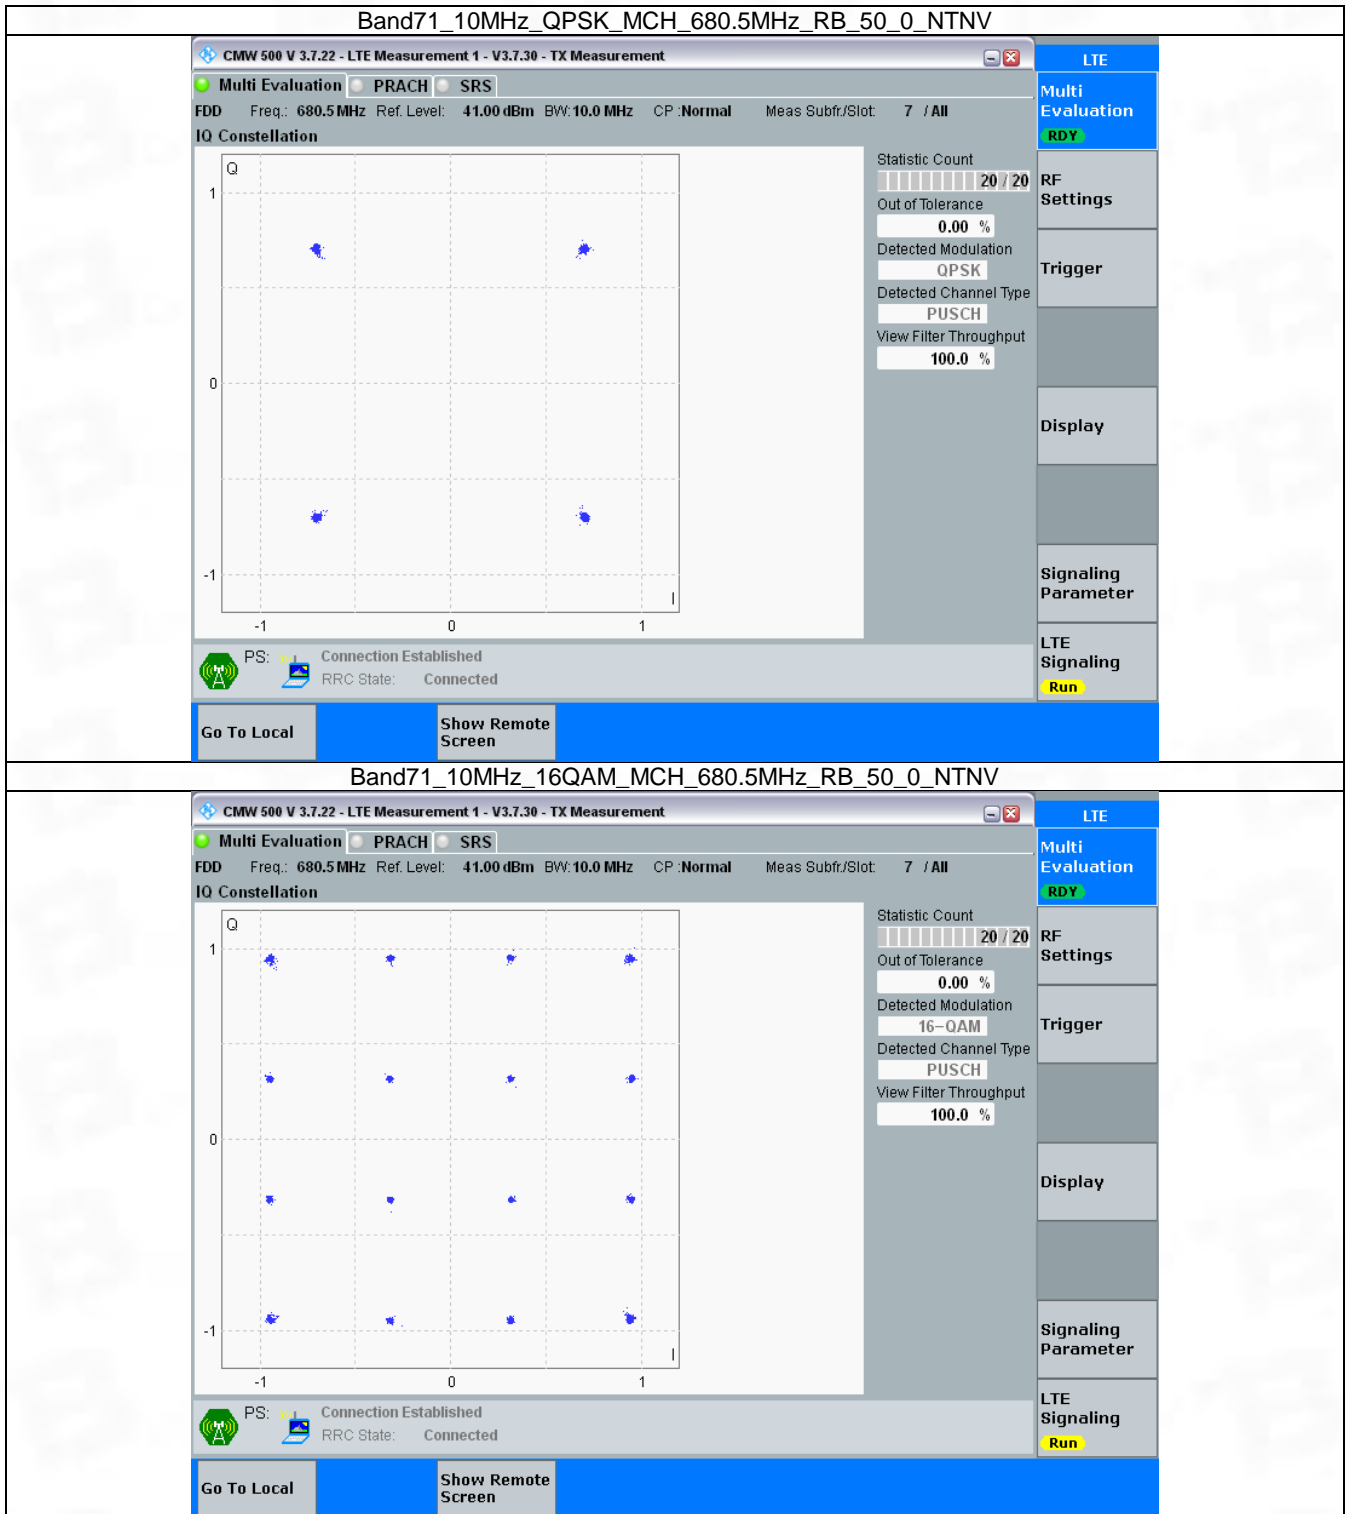 Band71_10MHz_QPSK_MCH_680.5MHz_RB_50_0_NTNV
CMW 500 V 3.7.22 - LTE Measurement 1 - V3.7.30 - TX Measurement
LTE
Multi Evaluation PRACH SRS
Multi
Evaluation
RDY
FDD Freq.: 680.5 MHz Ref. Level: 41.00 dBm BW: 10.0 MHz CP : Normal Meas Subfr./Slot: 7 / All
IQ Constellation
Q
1
0
-1
I
-1 0 1
Statistic Count
20 / 20
Out of Tolerance
0.00 %
Detected Modulation
QPSK
Detected Channel Type
PUSCH
View Filter Throughput
100.0 %
RF
Settings
Trigger
Display
Signaling
Parameter
LTE
Signaling
Run
PS: Connection Established
RRC State: Connected
Go To Local
Show Remote
Screen
Band71_10MHz_16QAM_MCH_680.5MHz_RB_50_0_NTNV
CMW 500 V 3.7.22 - LTE Measurement 1 - V3.7.30 - TX Measurement
LTE
Multi Evaluation PRACH SRS
Multi
Evaluation
RDY
FDD Freq.: 680.5 MHz Ref. Level: 41.00 dBm BW: 10.0 MHz CP : Normal Meas Subfr./Slot: 7 / All
IQ Constellation
Q
1
0
-1
I
-1 0 1
Statistic Count
20 / 20
Out of Tolerance
0.00 %
Detected Modulation
16-QAM
Detected Channel Type
PUSCH
View Filter Throughput
100.0 %
RF
Settings
Trigger
Display
Signaling
Parameter
LTE
Signaling
Run
PS: Connection Established
RRC State: Connected
Go To Local
Show Remote
Screen